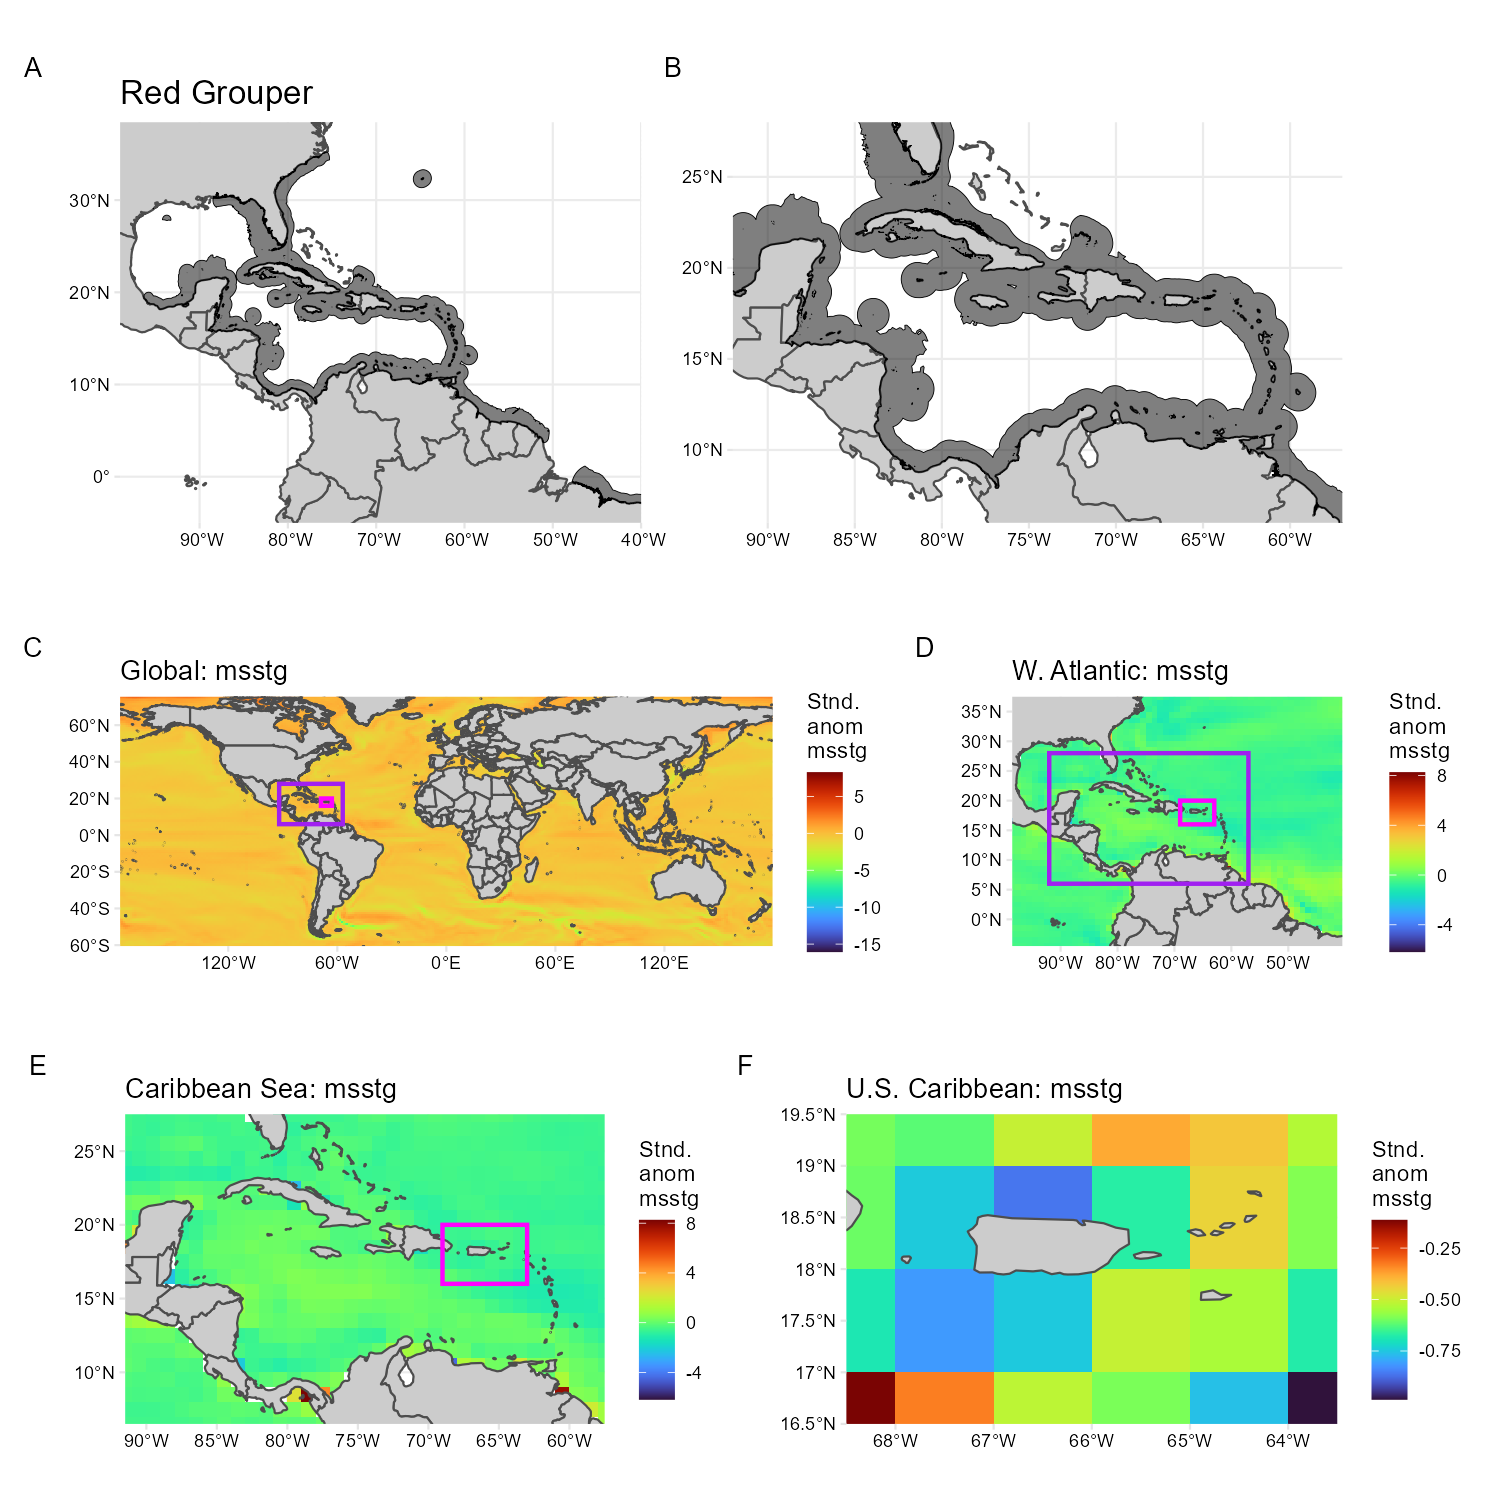 A
B
Red Grouper
30°N
20°N
10°N
0°
90°W 80°W 70°W 60°W 50°W 40°W
25°N
20°N
15°N
10°N
90°W 85°W 80°W 75°W 70°W 65°W 60°W
C
D
Global: msstg
60°N
40°N
20°N
0°N
20°S
40°S
60°S
120°W 60°W 0°E 60°E 120°E
Stnd.
anom
msstg
5
0
-5
-10
-15
W. Atlantic: msstg
35°N
30°N
25°N
20°N
15°N
10°N
5°N
0°N
90°W 80°W 70°W 60°W 50°W
Stnd.
anom
msstg
8
4
0
-4
E
F
Caribbean Sea: msstg
25°N
20°N
15°N
10°N
90°W 85°W 80°W 75°W 70°W 65°W 60°W
Stnd.
anom
msstg
8
4
0
-4
U.S. Caribbean: msstg
19.5°N
19°N
18.5°N
18°N
17.5°N
17°N
16.5°N
68°W 67°W 66°W 65°W 64°W
Stnd.
anom
msstg
-0.25
-0.50
-0.75